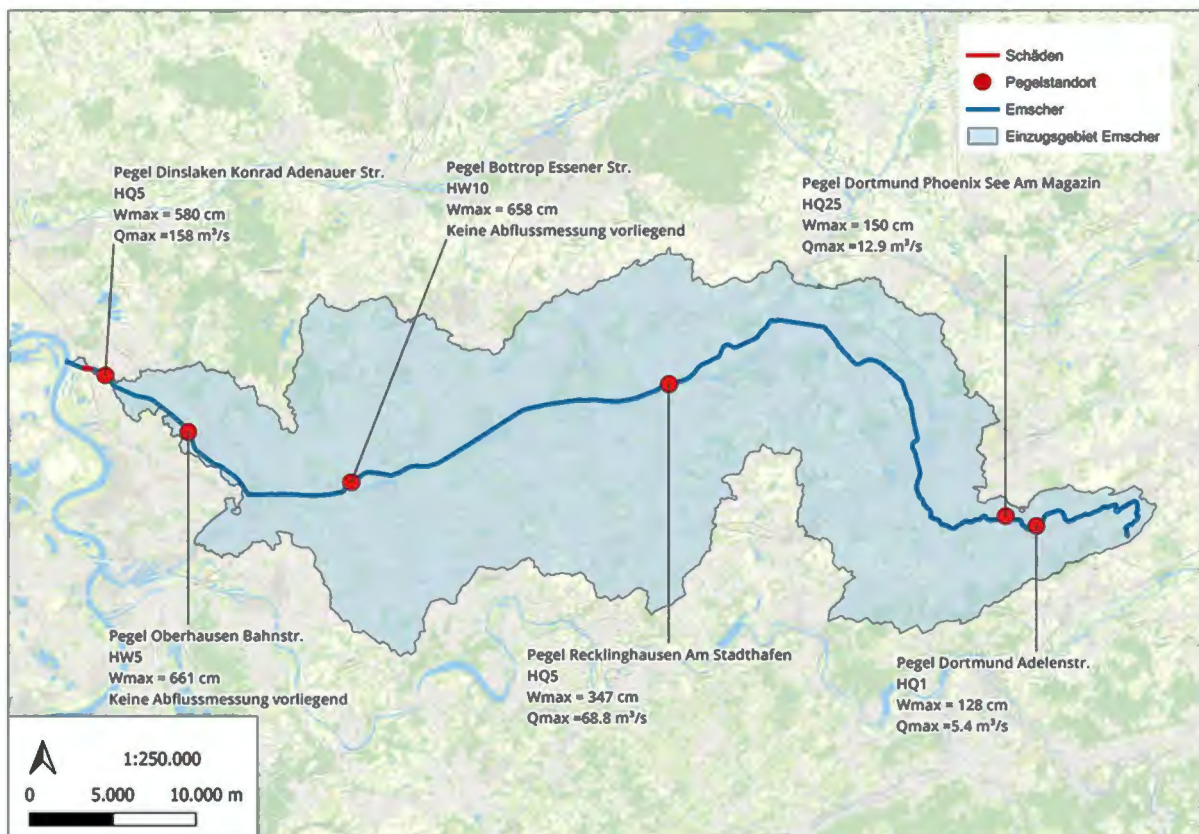 Schäden
Pegelstandort
Emscher
Einzugsgebiet Emscher
Pegel Dinslaken Konrad Adenauer Str.
HQ5
Wmax = 580 cm
Qmax =158 m³/s
Pegel Bottrop Essener Str.
HW10
Wmax = 658 cm
Keine Abflussmessung vorliegend
Pegel Dortmund Phoenix See Am Magazin
HQ25
Wmax = 150 cm
Qmax =12.9 m³/s
Pegel Oberhausen Bahnstr.
HW5
Wmax = 661 cm
Keine Abflussmessung vorliegend
Pegel Recklinghausen Am Stadthafen
HQ5
Wmax = 347 cm
Qmax =68.8 m³/s
Pegel Dortmund Adelenstr.
HQ1
Wmax = 128 cm
Qmax =5.4 m³/s
1:250.000
0 5.000 10.000 m